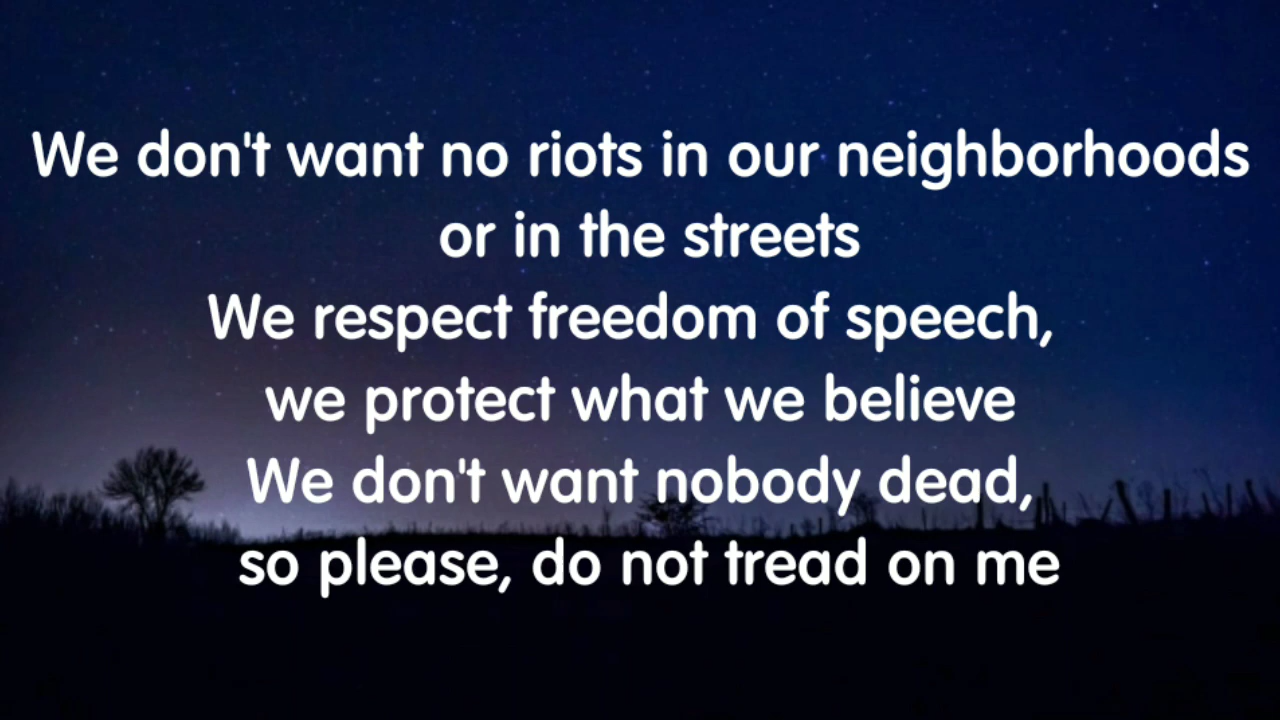 We don't want no riots in our neighborhoods
or in the streets
We respect freedom of speech,
we protect what we believe
We don't want nobody dead,
so please, do not tread on me